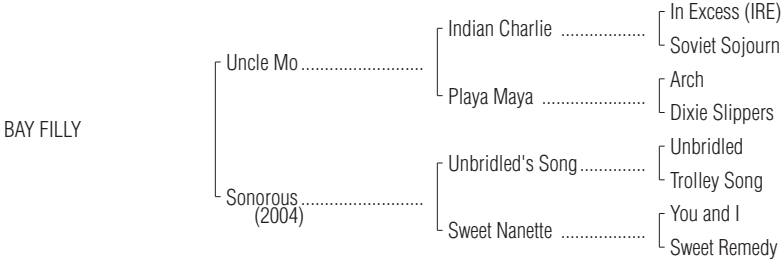 In Excess (IRE)
Indian Charlie ..................
Soviet Sojourn
Uncle Mo ..........................
Arch
Playa Maya ......................
Dixie Slippers
BAY FILLY
Unbridled
Unbridled's Song..............
Trolley Song
Sonorous..........................
(2004)
You and I
Sweet Nanette ..................
Sweet Remedy